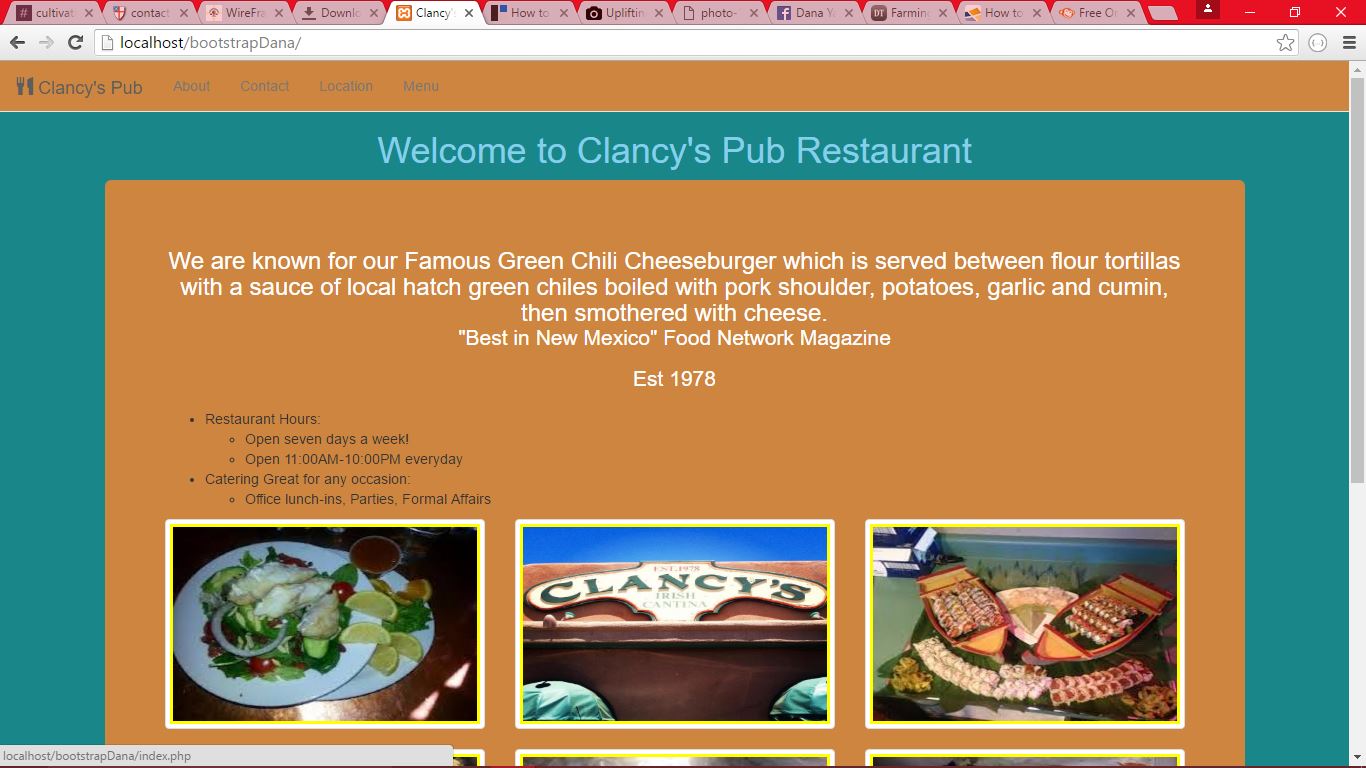 cultivat
contact
WireFra
Downlo
Clancy's
How to
Upliftin
photo-
Dana Y
Farmin
How to
Free O
localhost/bootstrapDana/
Clancy's Pub About Contact Location Menu
Welcome to Clancy's Pub Restaurant
We are known for our Famous Green Chili Cheeseburger which is served between flour tortillas
with a sauce of local hatch green chiles boiled with pork shoulder, potatoes, garlic and cumin,
then smothered with cheese.
"Best in New Mexico" Food Network Magazine
Est 1978
Restaurant Hours:
Open seven days a week!
Open 11:00AM-10:00PM everyday
Catering Great for any occasion:
Office lunch-ins, Parties, Formal Affairs
EST.1978
CLANCY'S
IRISH
CANTINA
localhost/bootstrapDana/index.php